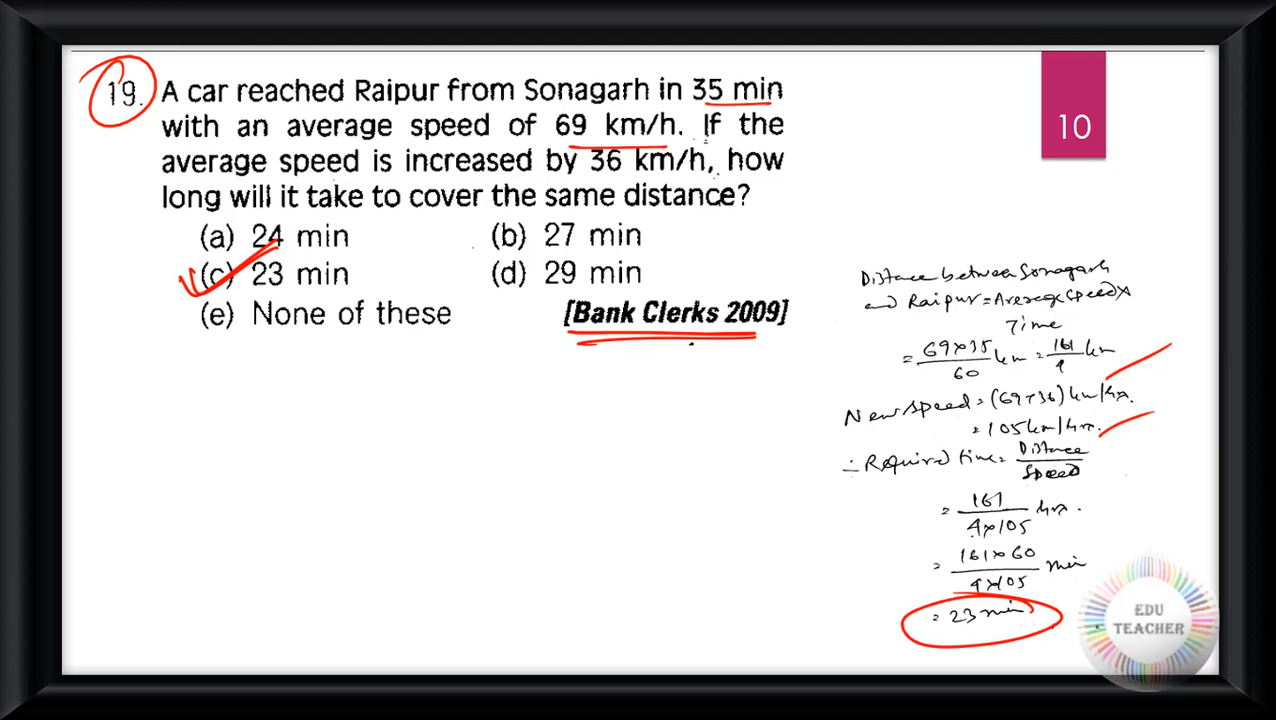 19. A car reached Raipur from Sonagarh in 35 min
with an average speed of 69 km/h. If the
average speed is increased by 36 km/h, how
long will it take to cover the same distance?
(a) 24 min (b) 27 min
(c) 23 min (d) 29 min
(e) None of these [Bank Clerks 2009]
10
Distance between Sonagarh
and Raipur = Average Speed ×
Time
= 69×35/60 km = 161/4 km
New Speed = (69+36) km/hr.
= 105 km/hr.
∴ Required time = Distance/Speed
= 161/4×105 hrs.
= 161×60/4×105 min
= 23 min
EDU
TEACHER